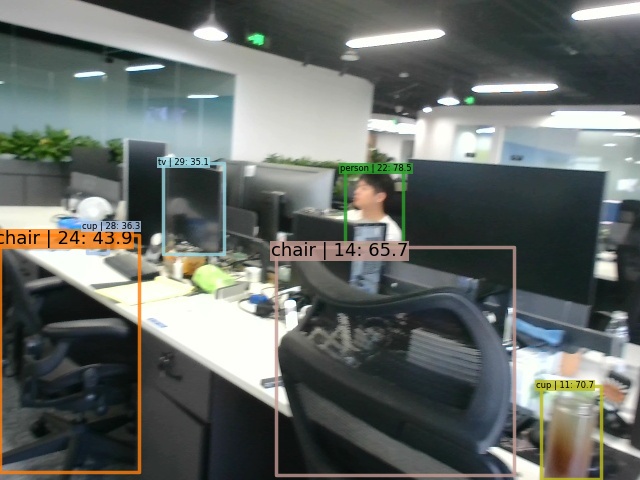 tv | 29: 35.1
person | 22: 78.5
cup | 28: 36.3
chair | 24: 43.9
chair | 14: 65.7
cup | 11: 70.7